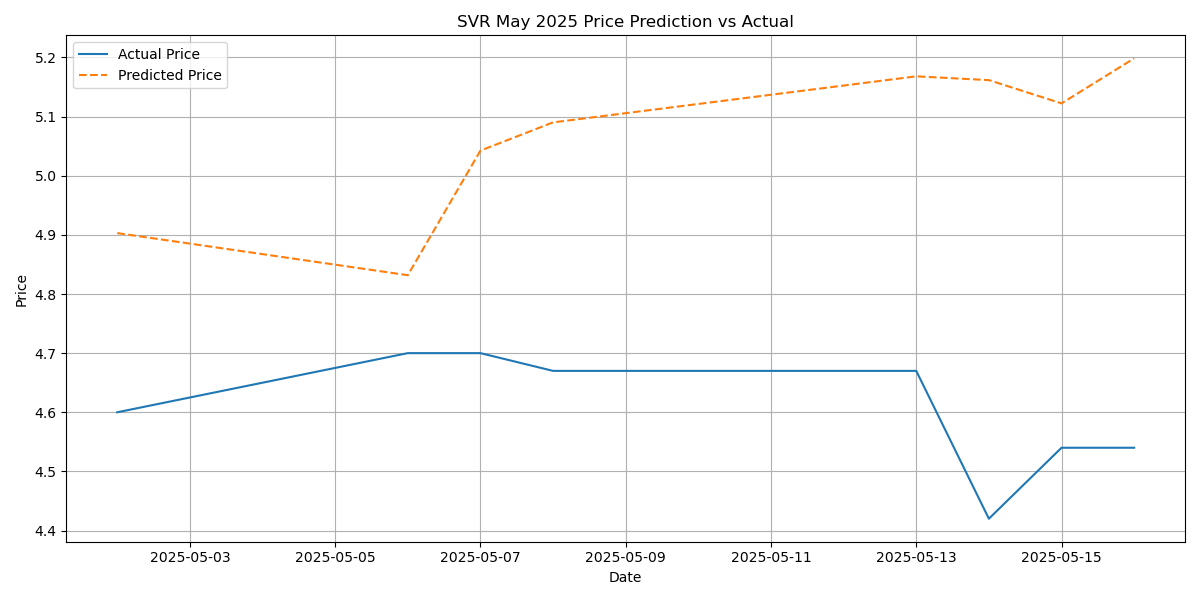 SVR May 2025 Price Prediction vs Actual
Actual Price
Predicted Price
5.2
5.1
5.0
4.9
4.8
4.7
4.6
4.5
4.4
Price
2025-05-03 2025-05-05 2025-05-07 2025-05-09 2025-05-11 2025-05-13 2025-05-15
Date